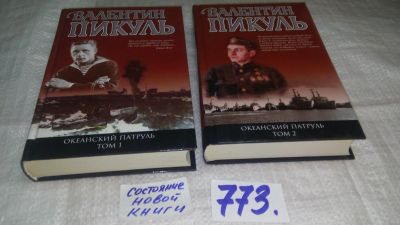 ВАЛЕНТИН
ПИКУЛЬ
ОКЕАНСКИЙ ПАТРУЛЬ
ТОМ 1
ВАЛЕНТИН
ПИКУЛЬ
ОКЕАНСКИЙ ПАТРУЛЬ
ТОМ 2
СОСТОЯНИЕ
НОВОЙ
КНИГИ
773.